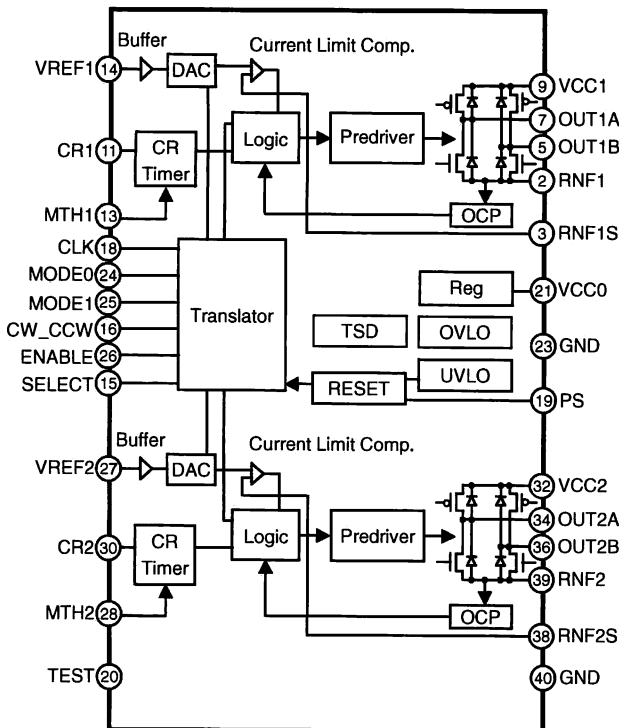 Buffer
Current Limit Comp.
VREF1 14
DAC
9 VCC1
7 OUT1A
CR1 11
CR
Timer
Logic
Predriver
5 OUT1B
2 RNF1
MTH1 13
OCP
3 RNF1S
CLK 18
MODE0 24
MODE1 25
CW_CCW 16
ENABLE 26
SELECT 15
Translator
Reg
21 VCC0
TSD
OVLO
23 GND
UVLO
RESET
19 PS
Buffer
Current Limit Comp.
VREF2 27
DAC
32 VCC2
34 OUT2A
CR2 30
CR
Timer
Logic
Predriver
36 OUT2B
39 RNF2
MTH2 28
OCP
38 RNF2S
TEST 20
40 GND